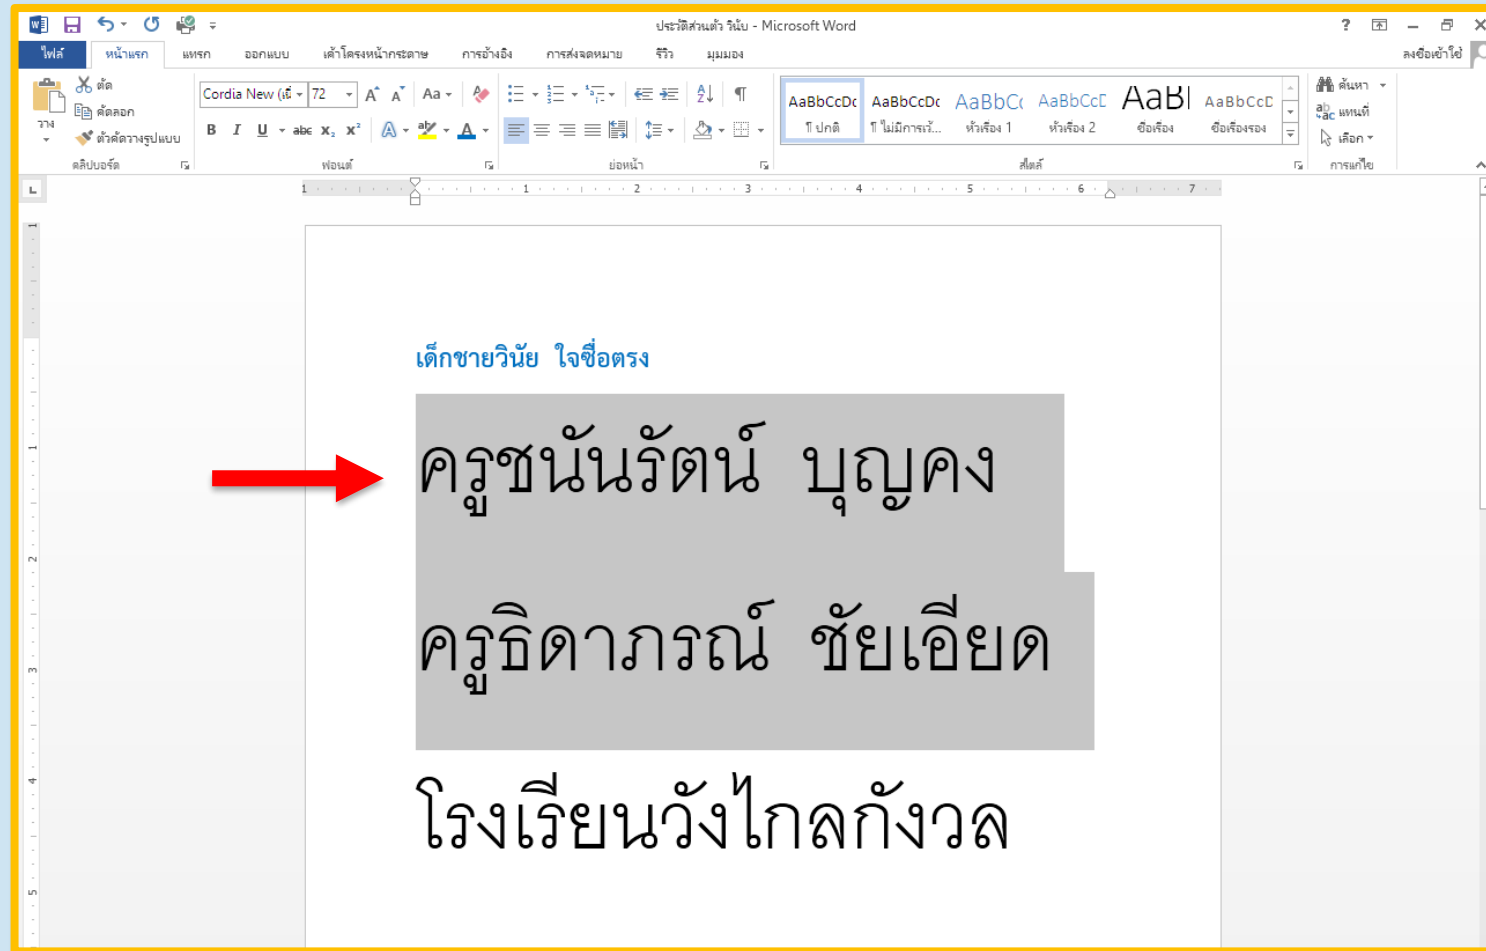 ประวัติส่วนตัว วินัย - Microsoft Word
ไฟล์ หน้าแรก แทรก ออกแบบ เค้าโครงหน้ากระดาษ การอ้างอิง การส่งจดหมาย รีวิว มุมมอง ลงชื่อเข้าใช้
วาง
ตัด
คัดลอก
ตัวคัดวางรูปแบบ
คลิปบอร์ด
Cordia New (เนื้ 72
ฟอนต์
ย่อหน้า
AaBbCcDc AaBbCcDc AaBbCc AaBbCcD AaBl AaBbCcD
¶ ปกติ ¶ ไม่มีการเว้... หัวเรื่อง 1 หัวเรื่อง 2 ชื่อเรื่อง ชื่อเรื่องรอง
สไตล์
ค้นหา
แทนที่
เลือก
การแก้ไข
1 1 2 3 4 5 6 7
เด็กชายวินัย ใจซื่อตรง
ครูชนันรัตน์ บุญคง
ครูธิดาภรณ์ ชัยเอียด
โรงเรียนวังไกลกังวล